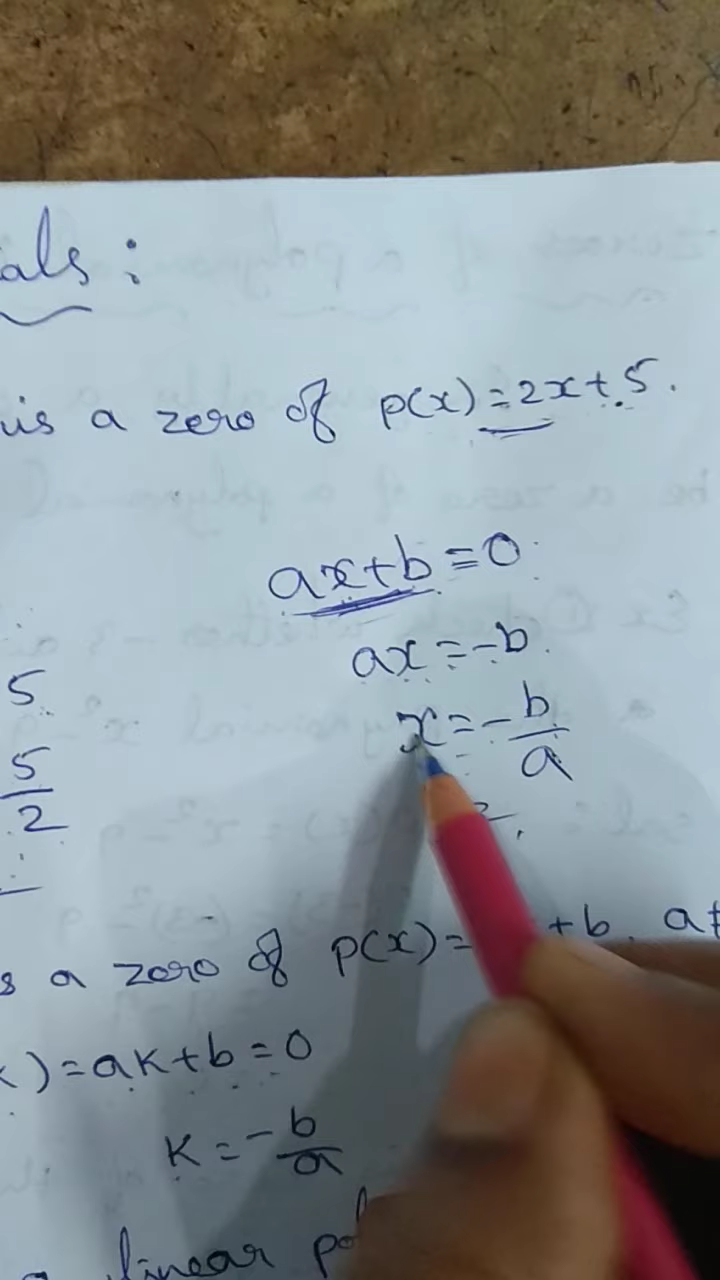 als :
is a zero of p(x) = 2x+5.
ax+b = 0
ax = -b
5
x = - b/a
5/2
s a zero of p(x) = +b, a≠
) = ak+b = 0
k = - b/a
linear